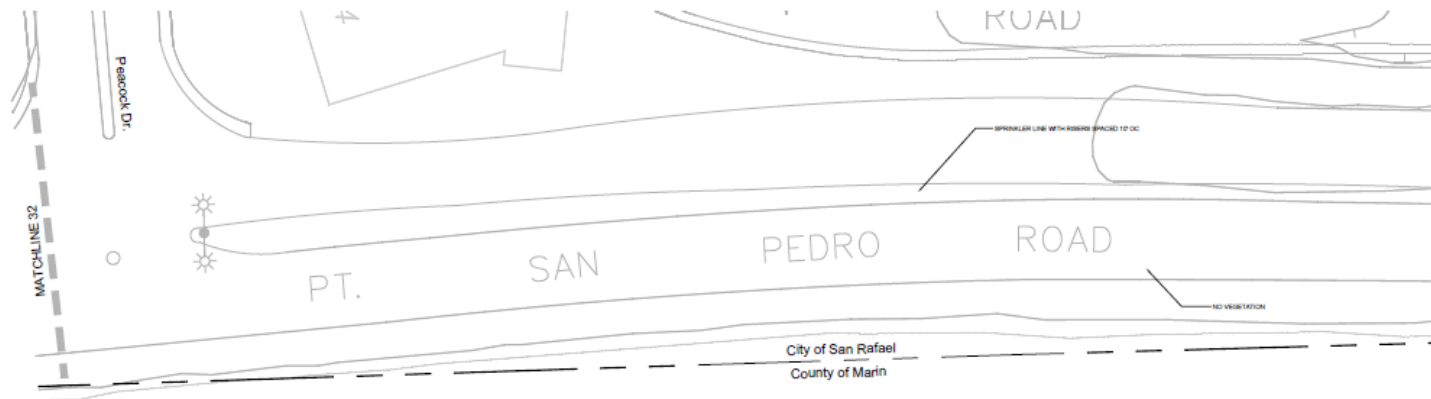 4
ROAD
Peacock Dr.
SPRINKLER LINE WITH RISERS SPACED 10' OC
MATCHLINE 32
PT. SAN PEDRO ROAD
NO VEGETATION
City of San Rafael
County of Marin